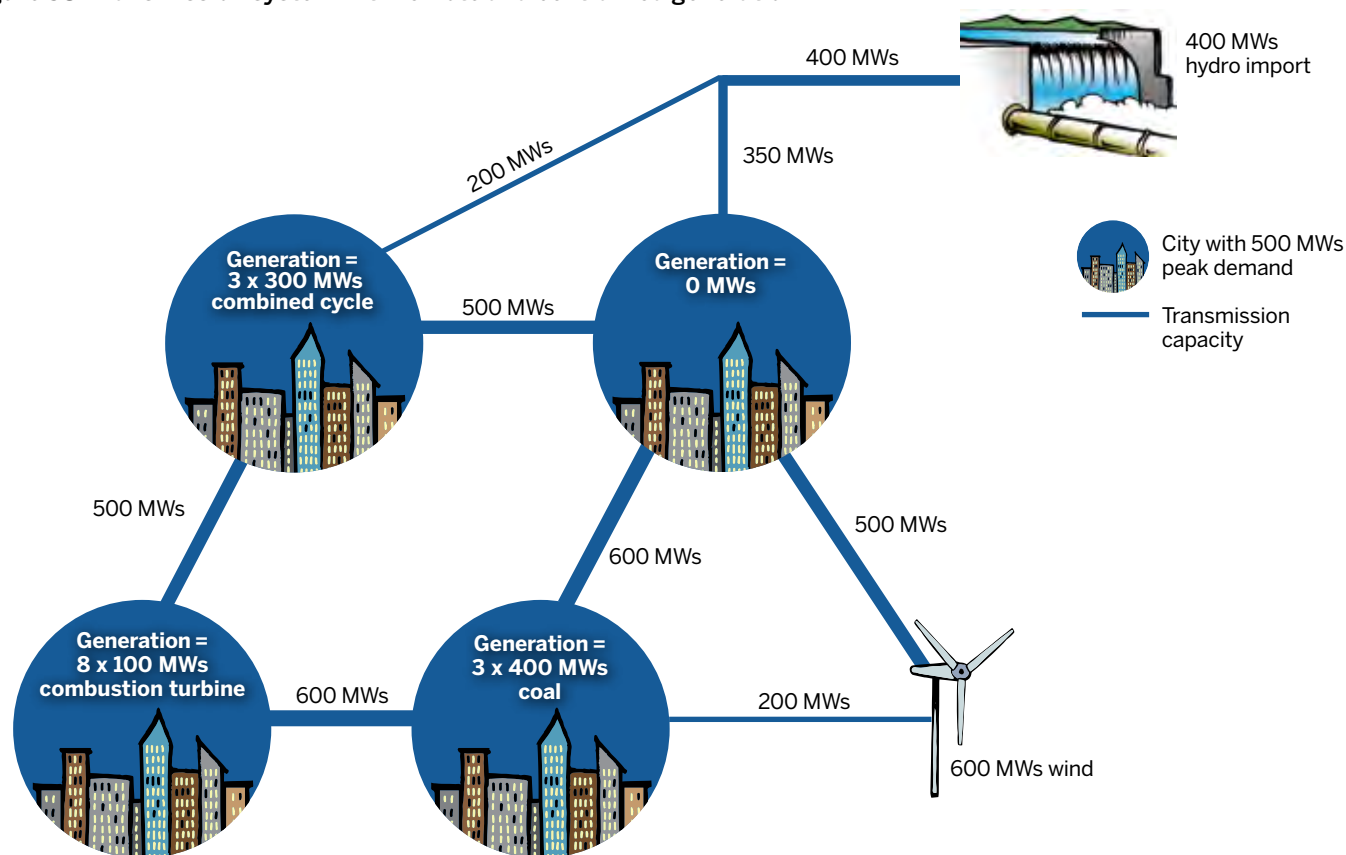 400 MWs
400 MWs
hydro import
200 MWs
350 MWs
Generation =
3 x 300 MWs
combined cycle
Generation =
0 MWs
City with 500 MWs
peak demand
500 MWs
Transmission
capacity
500 MWs
500 MWs
600 MWs
Generation =
8 x 100 MWs
combustion turbine
Generation =
3 x 400 MWs
coal
600 MWs
200 MWs
600 MWs wind